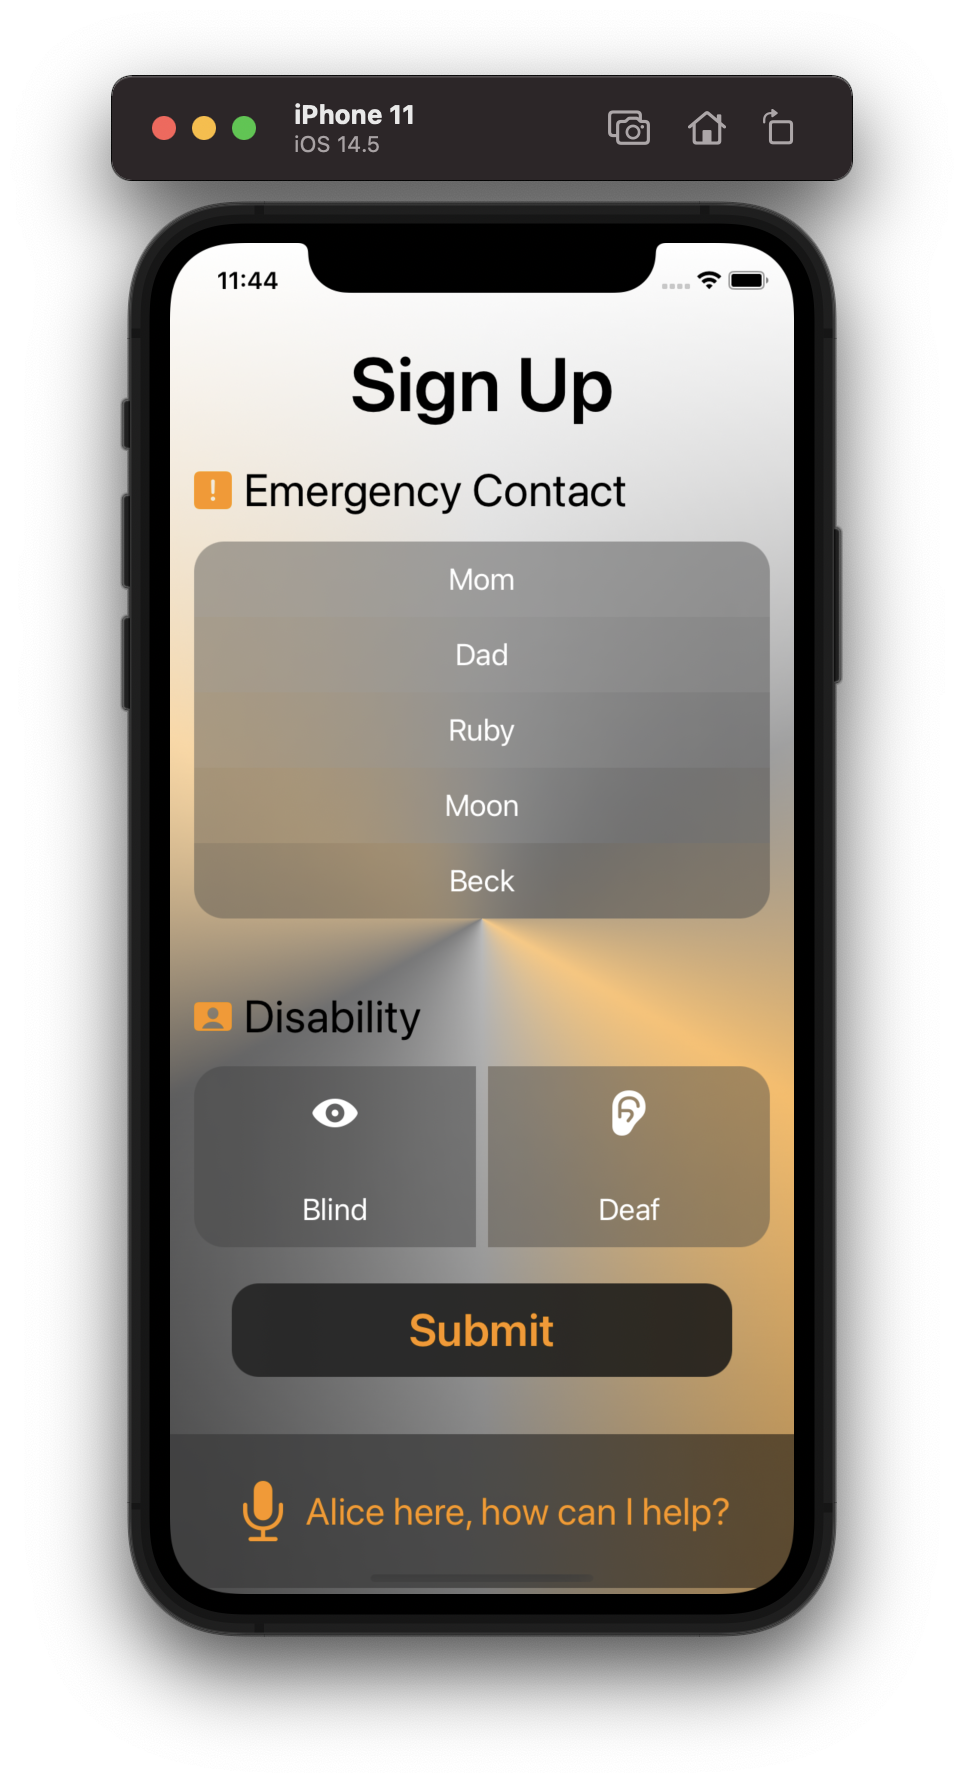 iPhone 11
iOS 14.5
11:44
Sign Up
Emergency Contact
Mom
Dad
Ruby
Moon
Beck
Disability
Blind
Deaf
Submit
Alice here, how can I help?